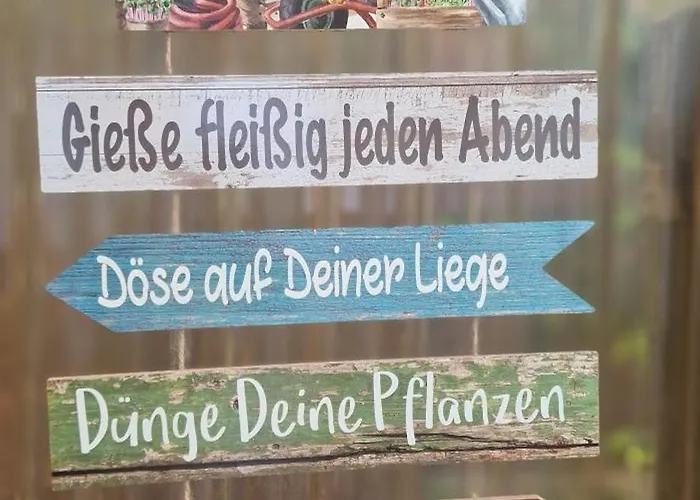 Gieße fleißig jeden Abend
Döse auf Deiner Liege
Dünge Deine Pflanzen